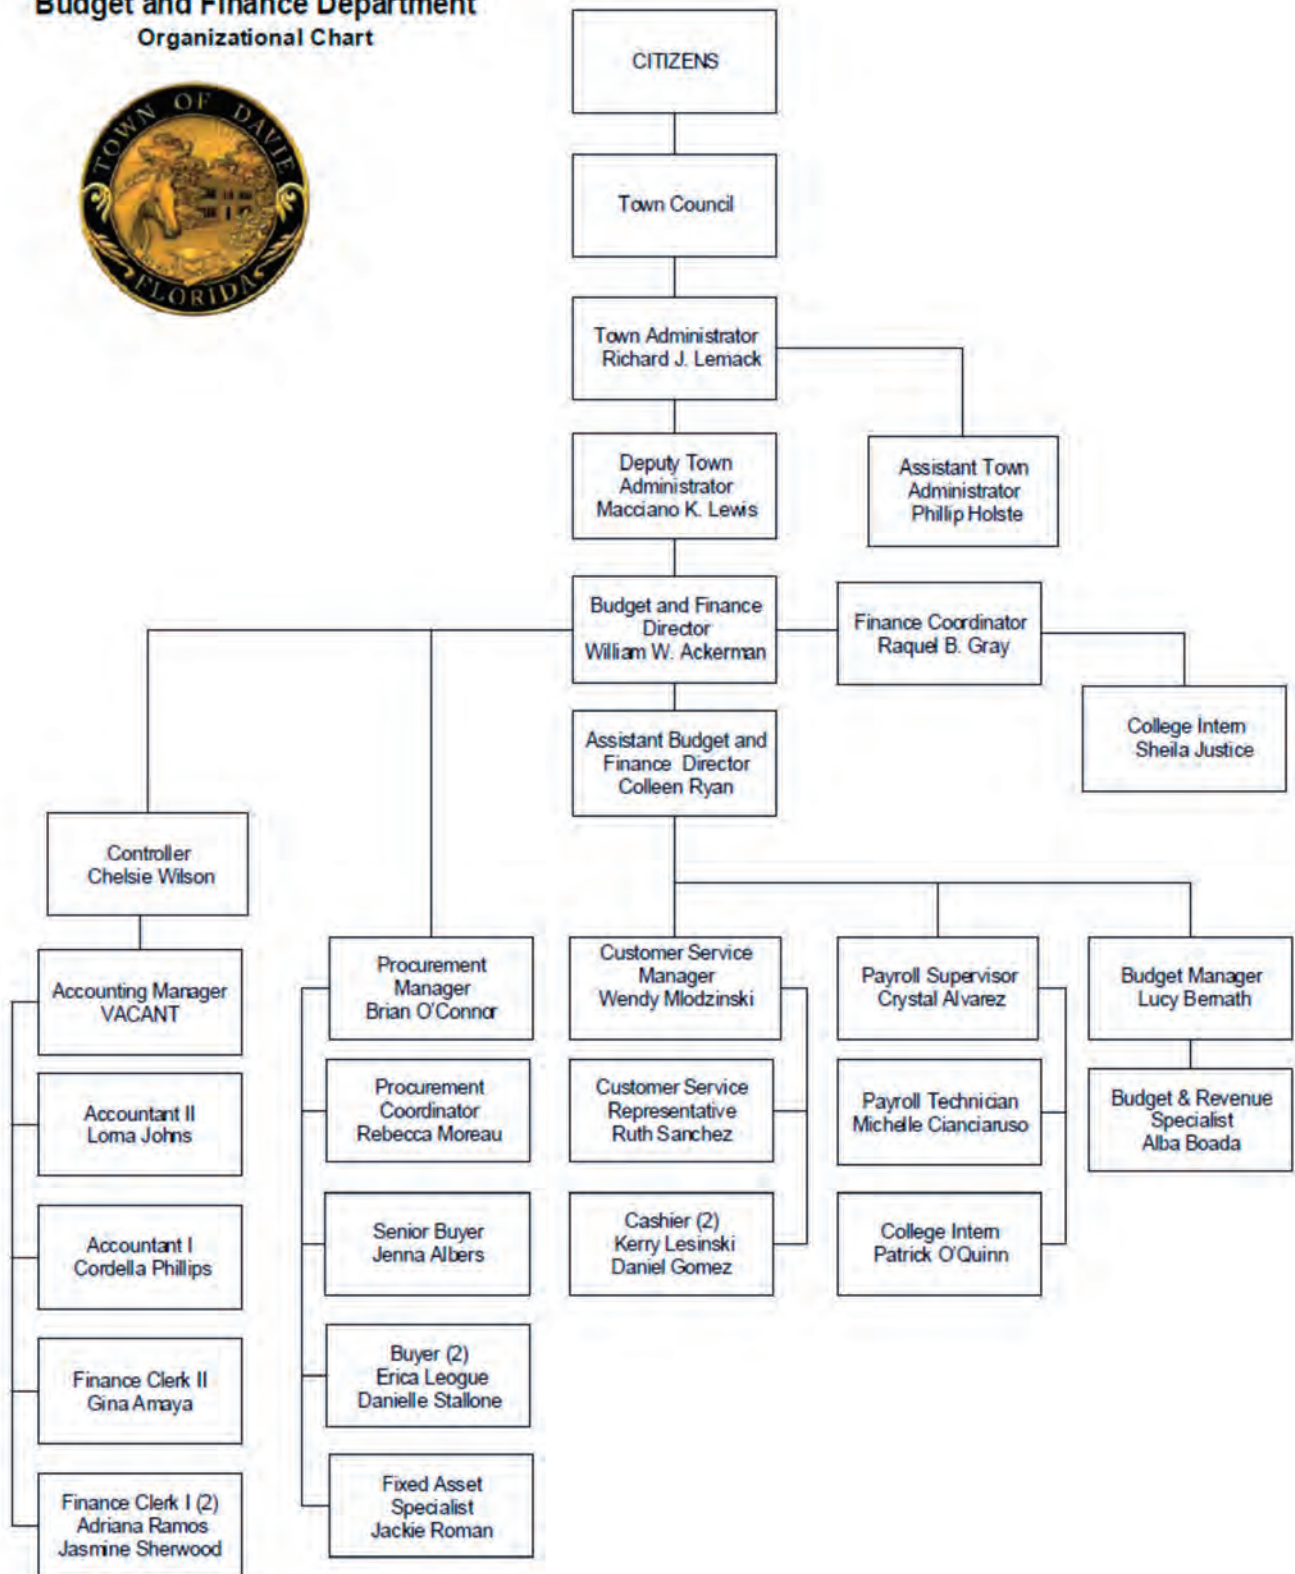 Budget and Finance Department
Organizational Chart
TOWN OF DAVIE
FLORIDA
CITIZENS
Town Council
Town Administrator
Richard J. Lemack
Deputy Town
Administrator
Macciano K. Lewis
Assistant Town
Administrator
Phillip Holste
Budget and Finance
Director
William W. Ackerman
Finance Coordinator
Raquel B. Gray
College Intern
Sheila Justice
Assistant Budget and
Finance Director
Colleen Ryan
Controller
Chelsie Wilson
Accounting Manager
VACANT
Accountant II
Lorna Johns
Accountant I
Cordella Phillips
Finance Clerk II
Gina Amaya
Finance Clerk I (2)
Adriana Ramos
Jasmine Sherwood
Procurement
Manager
Brian O'Connor
Procurement
Coordinator
Rebecca Moreau
Senior Buyer
Jenna Albers
Buyer (2)
Erica Leogue
Danielle Stallone
Fixed Asset
Specialist
Jackie Roman
Customer Service
Manager
Wendy Mlodzinski
Customer Service
Representative
Ruth Sanchez
Cashier (2)
Kerry Lesinski
Daniel Gomez
Payroll Supervisor
Crystal Alvarez
Payroll Technician
Michelle Cianciaruso
College Intern
Patrick O'Quinn
Budget Manager
Lucy Bernath
Budget & Revenue
Specialist
Alba Boada